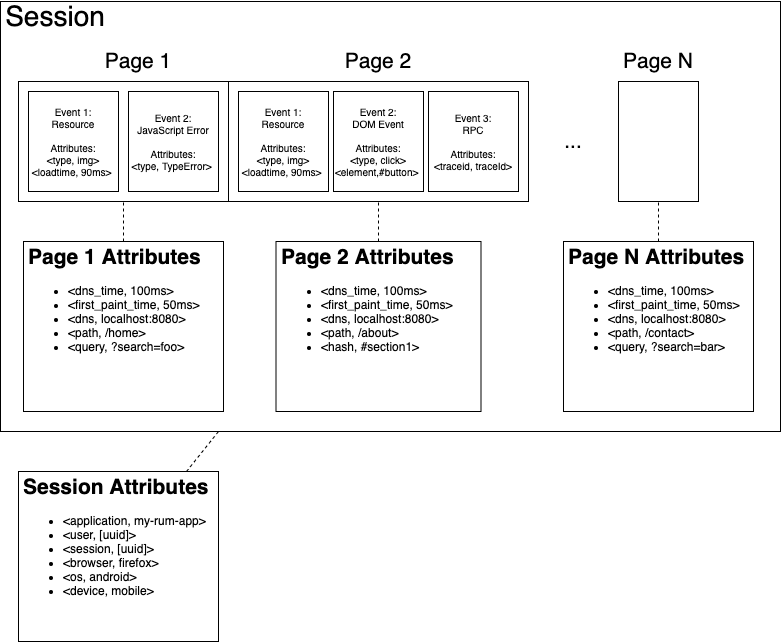 Session
Page 1
Page 2
Page N
Event 1:
Resource
Attributes:
<type, img>
<loadtime, 90ms>
Event 2:
JavaScript Error
Attributes:
<type, TypeError>
Event 1:
Resource
Attributes:
<type, img>
<loadtime, 90ms>
Event 2:
DOM Event
Attributes:
<type, click>
<element,#button>
Event 3:
RPC
Attributes:
<traceid, traceId>
...
Page 1 Attributes
• <dns_time, 100ms>
• <first_paint_time, 50ms>
• <dns, localhost:8080>
• <path, /home>
• <query, ?search=foo>
Page 2 Attributes
• <dns_time, 100ms>
• <first_paint_time, 50ms>
• <dns, localhost:8080>
• <path, /about>
• <hash, #section1>
Page N Attributes
• <dns_time, 100ms>
• <first_paint_time, 50ms>
• <dns, localhost:8080>
• <path, /contact>
• <query, ?search=bar>
Session Attributes
• <application, my-rum-app>
• <user, [uuid]>
• <session, [uuid]>
• <browser, firefox>
• <os, android>
• <device, mobile>